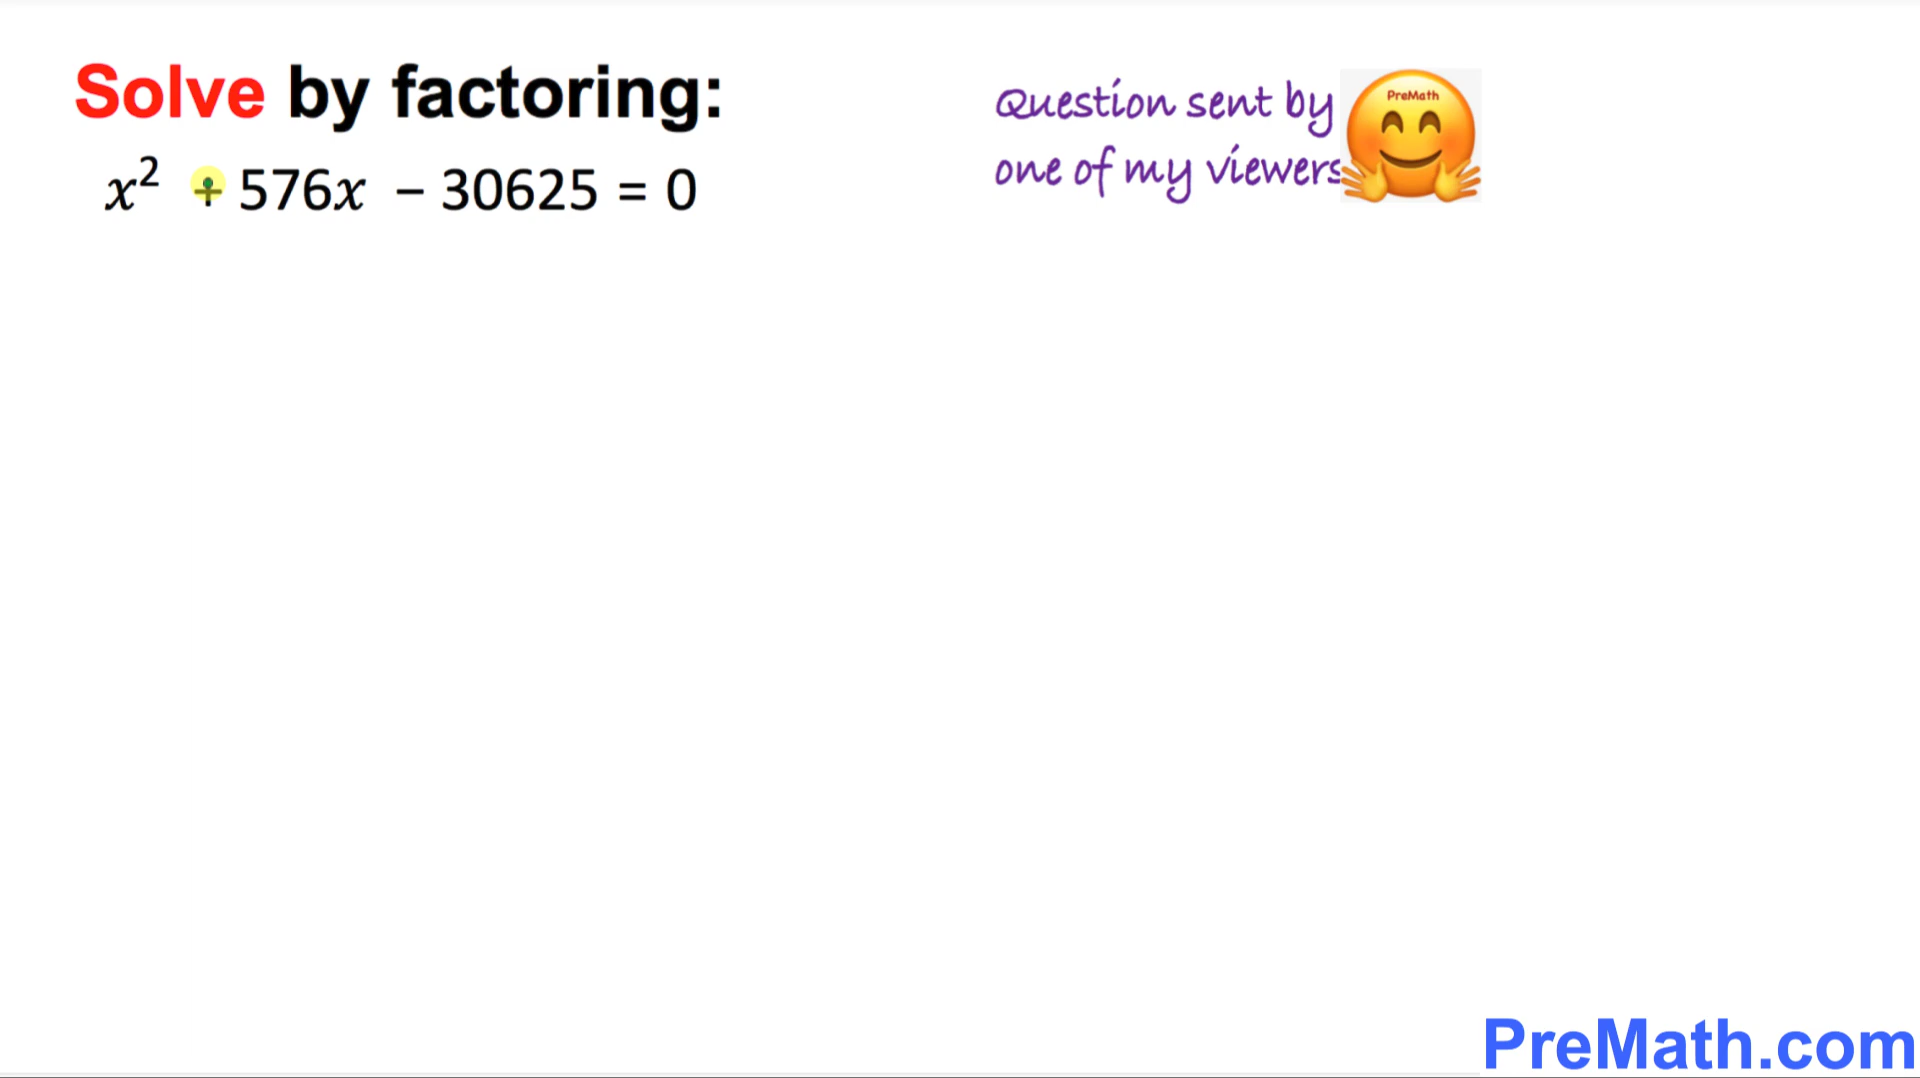 Solve by factoring:
x² + 576x − 30625 = 0
Question sent by
one of my viewers
PreMath
PreMath.com